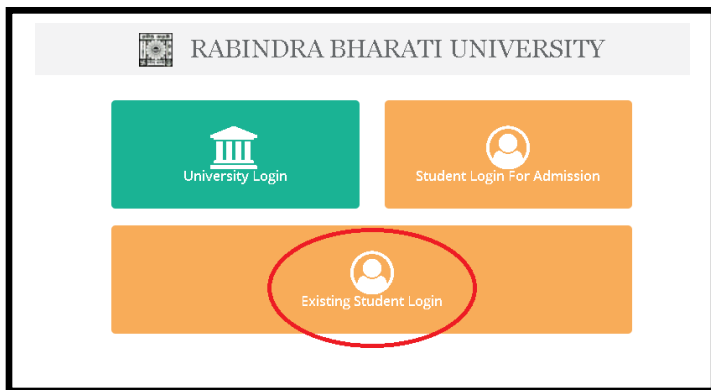 RABINDRA BHARATI UNIVERSITY
University Login
Student Login For Admission
Existing Student Login